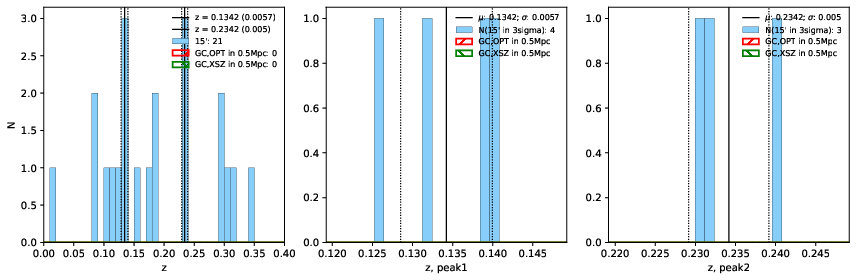 z = 0.1342 (0.0057)
z = 0.2342 (0.005)
15': 21
GC,OPT in 0.5Mpc: 0
GC,XSZ in 0.5Mpc: 0
3.0
2.5
2.0
1.5
1.0
0.5
0.0
N
0.00 0.05 0.10 0.15 0.20 0.25 0.30 0.35 0.40
z
μ: 0.1342; σ: 0.0057
N(15' in 3sigma): 4
GC,OPT in 0.5Mpc
GC,XSZ in 0.5Mpc
1.0
0.8
0.6
0.4
0.2
0.0
0.120 0.125 0.130 0.135 0.140 0.145
z, peak1
μ: 0.2342; σ: 0.005
N(15' in 3sigma): 3
GC,OPT in 0.5Mpc
GC,XSZ in 0.5Mpc
1.0
0.8
0.6
0.4
0.2
0.0
0.220 0.225 0.230 0.235 0.240 0.245
z, peak2